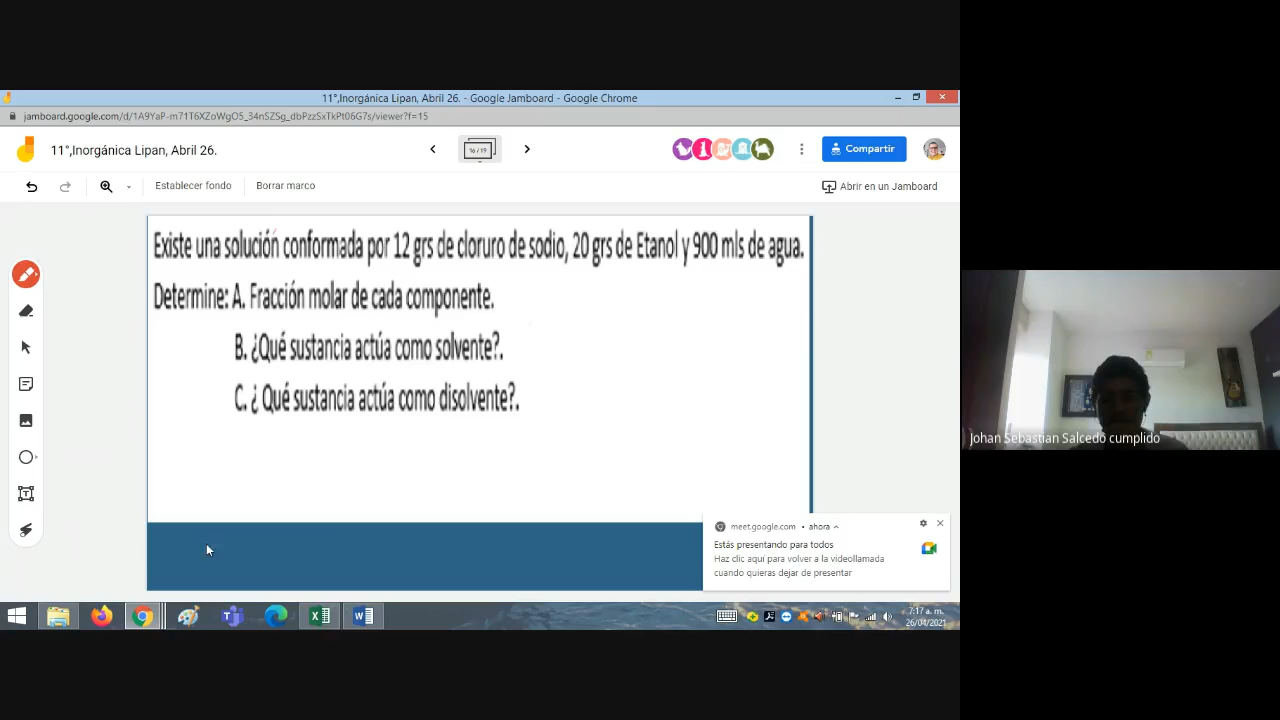 11°,Inorgánica Lipan, Abril 26. - Google Jamboard - Google Chrome
jamboard.google.com/d/1A9YaP-m71T6XZoWgO5_34nSZSg_dbPzzSxTkPt06G7s/viewer?f=15
11°,Inorgánica Lipan, Abril 26.
16 / 19
Compartir
Establecer fondo
Borrar marco
Abrir en un Jamboard
Existe una solución conformada por 12 grs de cloruro de sodio, 20 grs de Etanol y 900 mls de agua.
Determine: A. Fracción molar de cada componente.
B. ¿Qué sustancia actúa como solvente?.
C. ¿ Qué sustancia actúa como disolvente?.
Johan Sebastian Salcedo cumplido
meet.google.com • ahora
Estás presentando para todos
Haz clic aquí para volver a la videollamada
cuando quieras dejar de presentar
7:17 a. m.
26/04/2021